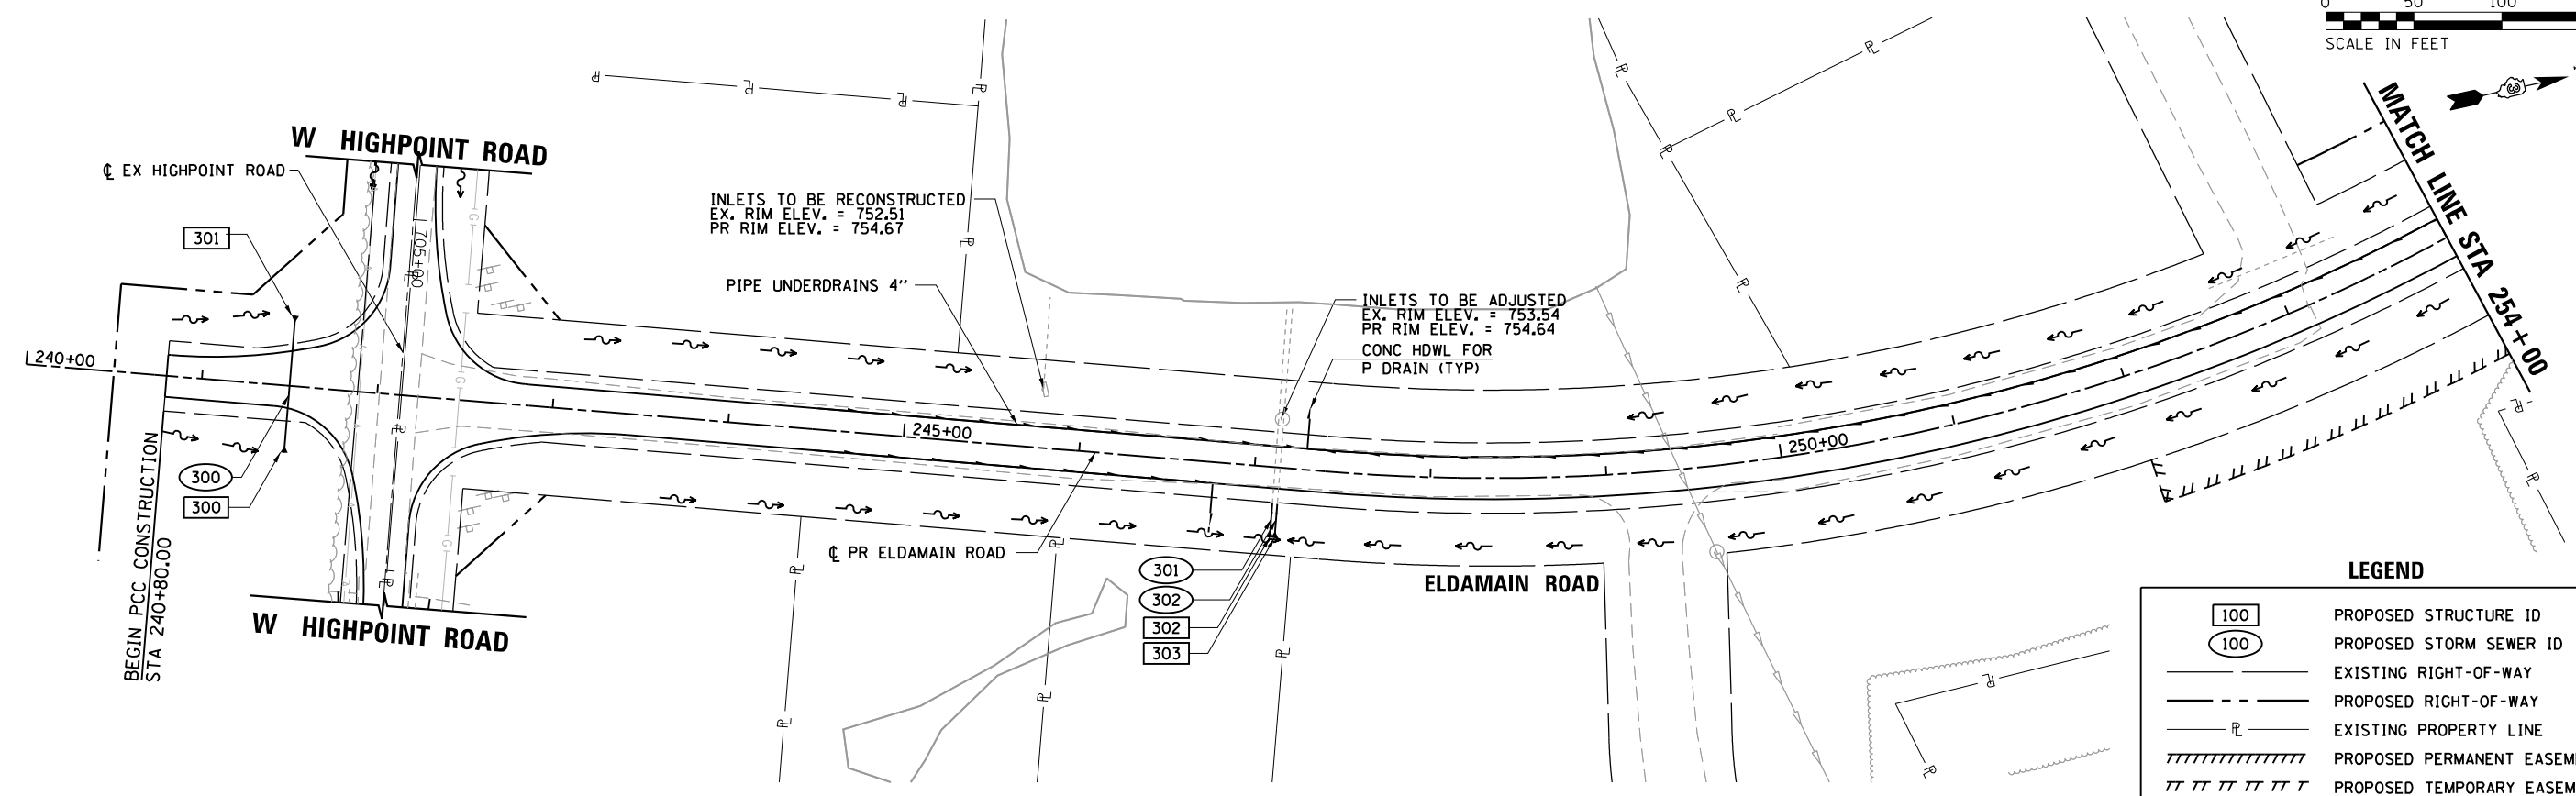 0 50 100
SCALE IN FEET
MATCH LINE STA 254+00
W HIGHPOINT ROAD
℄ EX HIGHPOINT ROAD
301
705+00
INLETS TO BE RECONSTRUCTED
EX. RIM ELEV. = 752.51
PR RIM ELEV. = 754.67
PIPE UNDERDRAINS 4"
INLETS TO BE ADJUSTED
EX. RIM ELEV. = 753.54
PR RIM ELEV. = 754.64
CONC HDWL FOR
P DRAIN (TYP)
240+00
245+00
250+00
300
300
BEGIN PCC CONSTRUCTION
STA 240+80.00
W HIGHPOINT ROAD
℄ PR ELDAMAIN ROAD
301
302
302
303
ELDAMAIN ROAD
LEGEND
100 PROPOSED STRUCTURE ID
100 PROPOSED STORM SEWER ID
EXISTING RIGHT-OF-WAY
PROPOSED RIGHT-OF-WAY
PL EXISTING PROPERTY LINE
PROPOSED PERMANENT EASEM
PROPOSED TEMPORARY EASEM